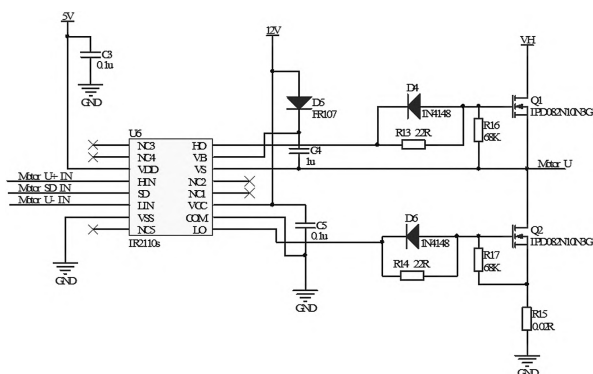 5V
12V
VH
C3
0.1u
GND
D5
FR107
D4
1N4148
Q1
IPD082N10N3G
U6
NC3
NC4
VDD
HIN
SD
LIN
VSS
NC5
HO
VB
VS
NC2
NC1
VCC
COM
LO
IR2110s
Motor U+ IN
Motor SD IN
Motor U- IN
C4
1u
R13 22R
R16
68K
Motor U
C5
0.1u
GND
GND
D6
1N4148
R14 22R
R17
68K
Q2
IPD082N10N3G
R15
0.02R
GND